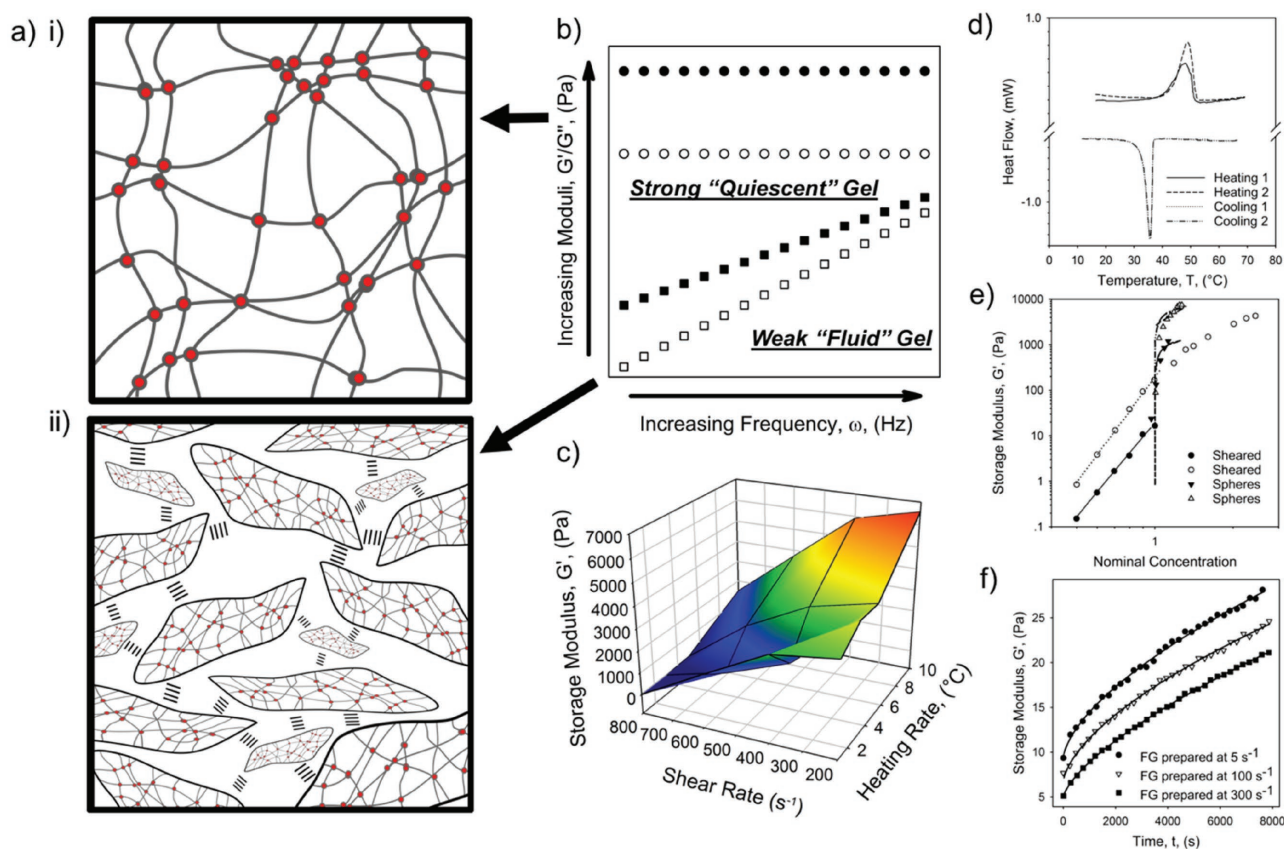 a)
i)
ii)
b)
Increasing Moduli, G'/G", (Pa)
Strong "Quiescent" Gel
Weak "Fluid" Gel
Increasing Frequency, ω, (Hz)
c)
Storage Modulus, G', (Pa)
7000
6000
5000
4000
3000
2000
1000
0
800
700
600
500
400
300
200
Shear Rate (s⁻¹)
2
4
6
8
10
Heating Rate, (°C)
d)
Heat Flow, (mW)
1.0
-1.0
Heating 1
Heating 2
Cooling 1
Cooling 2
0 10 20 30 40 50 60 70 80
Temperature, T, (°C)
e)
Storage Modulus, G', (Pa)
10000
1000
100
10
1
.1
Sheared
Sheared
Spheres
Spheres
1
Nominal Concentration
f)
Storage Modulus, G', (Pa)
25
20
15
10
5
FG prepared at 5 s⁻¹
FG prepared at 100 s⁻¹
FG prepared at 300 s⁻¹
0 2000 4000 6000 8000
Time, t, (s)